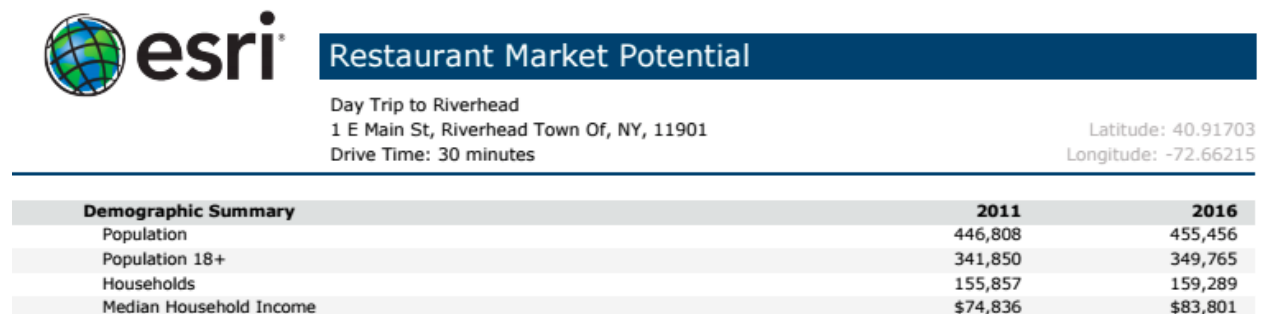 esri
Restaurant Market Potential
Day Trip to Riverhead
1 E Main St, Riverhead Town Of, NY, 11901 Latitude: 40.91703
Drive Time: 30 minutes Longitude: -72.66215
Demographic Summary 2011 2016
Population 446,808 455,456
Population 18+ 341,850 349,765
Households 155,857 159,289
Median Household Income $74,836 $83,801